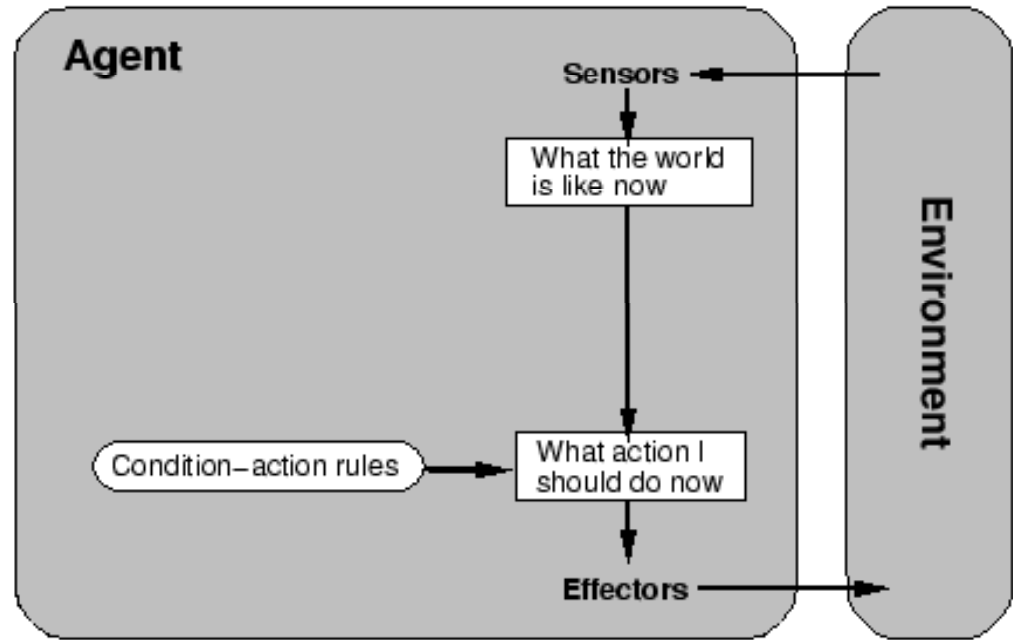 Agent
Sensors
What the world
is like now
Environment
Condition-action rules
What action I
should do now
Effectors